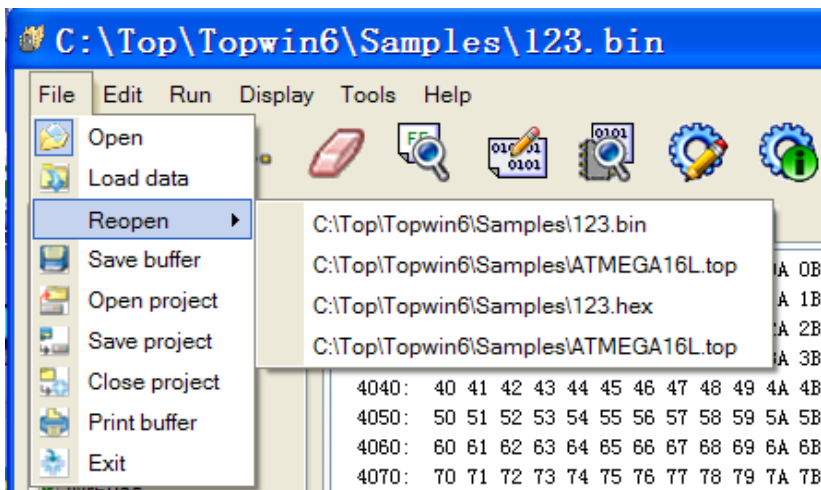 C:\Top\Topwin6\Samples\123.bin
File Edit Run Display Tools Help
Open
Load data
Reopen
Save buffer
Open project
Save project
Close project
Print buffer
Exit
C:\Top\Topwin6\Samples\123.bin
C:\Top\Topwin6\Samples\ATMEGA16L.top
C:\Top\Topwin6\Samples\123.hex
C:\Top\Topwin6\Samples\ATMEGA16L.top
0B
A 1B
A 2B
A 3B
4040: 40 41 42 43 44 45 46 47 48 49 4A 4B
4050: 50 51 52 53 54 55 56 57 58 59 5A 5B
4060: 60 61 62 63 64 65 66 67 68 69 6A 6B
4070: 70 71 72 73 74 75 76 77 78 79 7A 7B